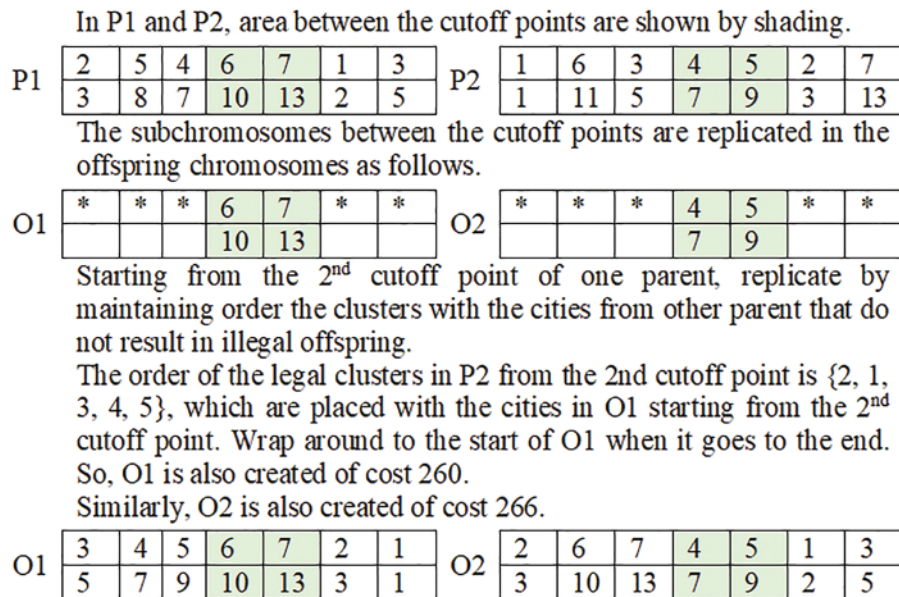 In P1 and P2, area between the cutoff points are shown by shading.
P1 2 5 4 6 7 1 3 P2 1 6 3 4 5 2 7
3 8 7 10 13 2 5 1 11 5 7 9 3 13
The subchromosomes between the cutoff points are replicated in the
offspring chromosomes as follows.
O1 * * * 6 7 * * O2 * * * 4 5 * *
10 13 7 9
Starting from the 2nd cutoff point of one parent, replicate by
maintaining order the clusters with the cities from other parent that do
not result in illegal offspring.
The order of the legal clusters in P2 from the 2nd cutoff point is {2, 1,
3, 4, 5}, which are placed with the cities in O1 starting from the 2nd
cutoff point. Wrap around to the start of O1 when it goes to the end.
So, O1 is also created of cost 260.
Similarly, O2 is also created of cost 266.
O1 3 4 5 6 7 2 1 O2 2 6 7 4 5 1 3
5 7 9 10 13 3 1 3 10 13 7 9 2 5